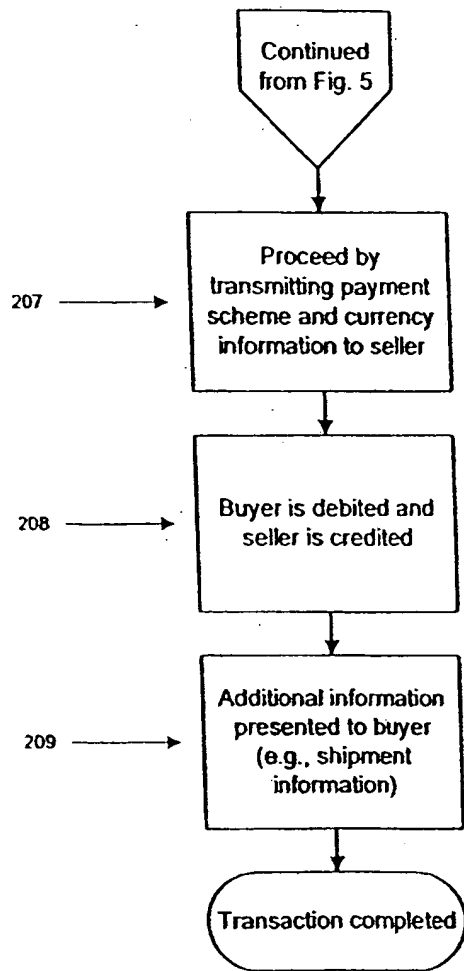 Continued
from Fig. 5
207
Proceed by
transmitting payment
scheme and currency
information to seller
208
Buyer is debited and
seller is credited
209
Additional information
presented to buyer
(e.g., shipment
information)
Transaction completed